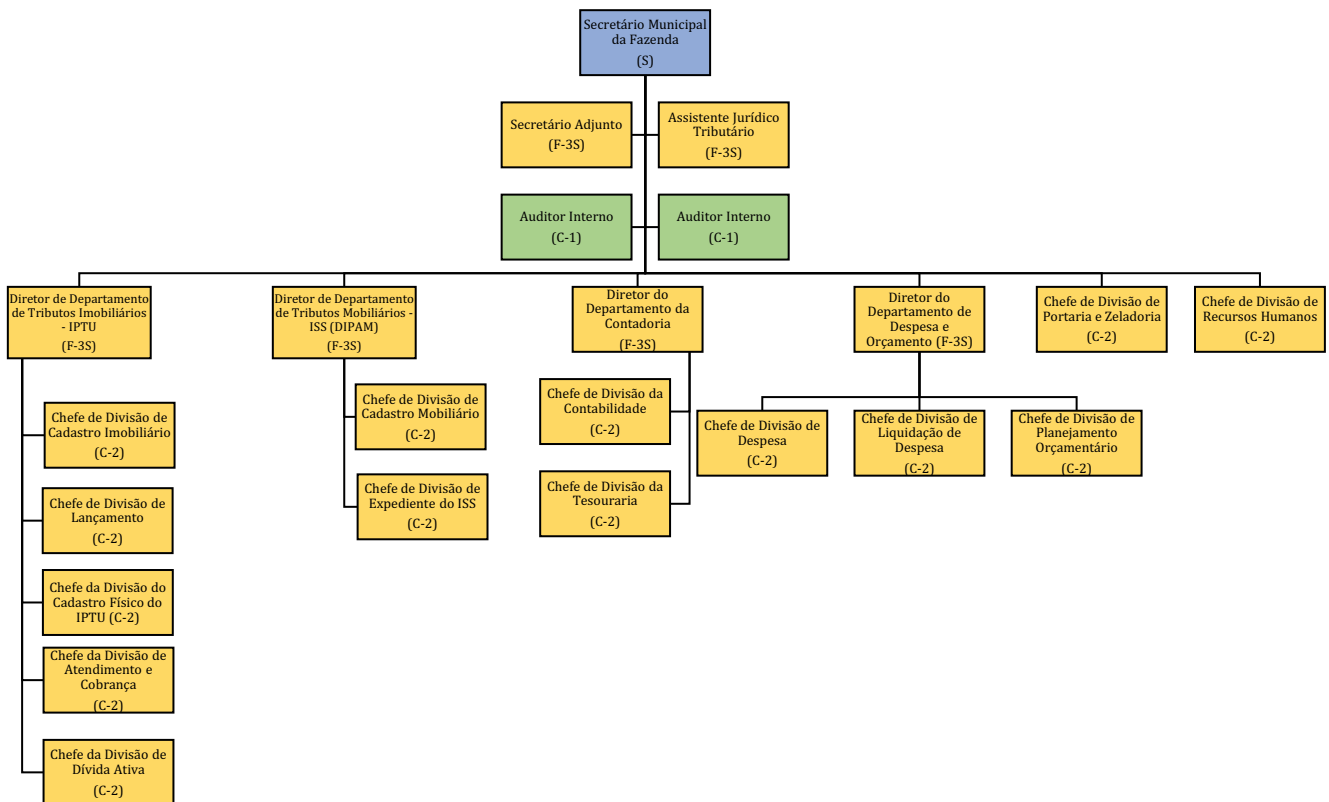 Secretário Municipal
da Fazenda
(S)
Secretário Adjunto
(F-3S)
Assistente Jurídico
Tributário
(F-3S)
Auditor Interno
(C-1)
Auditor Interno
(C-1)
Diretor de Departamento
de Tributos Imobiliários
- IPTU
(F-3S)
Diretor de Departamento
de Tributos Mobiliários -
ISS (DIPAM)
(F-3S)
Diretor do
Departamento da
Contadoria
(F-3S)
Diretor do
Departamento de
Despesa e
Orçamento (F-3S)
Chefe de Divisão de
Portaria e Zeladoria
(C-2)
Chefe de Divisão de
Recursos Humanos
(C-2)
Chefe de Divisão de
Cadastro Imobiliário
(C-2)
Chefe de Divisão de
Lançamento
(C-2)
Chefe da Divisão do
Cadastro Físico do
IPTU (C-2)
Chefe da Divisão de
Atendimento e
Cobrança
(C-2)
Chefe da Divisão de
Dívida Ativa
(C-2)
Chefe de Divisão de
Cadastro Mobiliário
(C-2)
Chefe de Divisão de
Expediente do ISS
(C-2)
Chefe de Divisão da
Contabilidade
(C-2)
Chefe de Divisão da
Tesouraria
(C-2)
Chefe de Divisão de
Despesa
(C-2)
Chefe de Divisão de
Liquidação de
Despesa
(C-2)
Chefe de Divisão de
Planejamento
Orçamentário
(C-2)